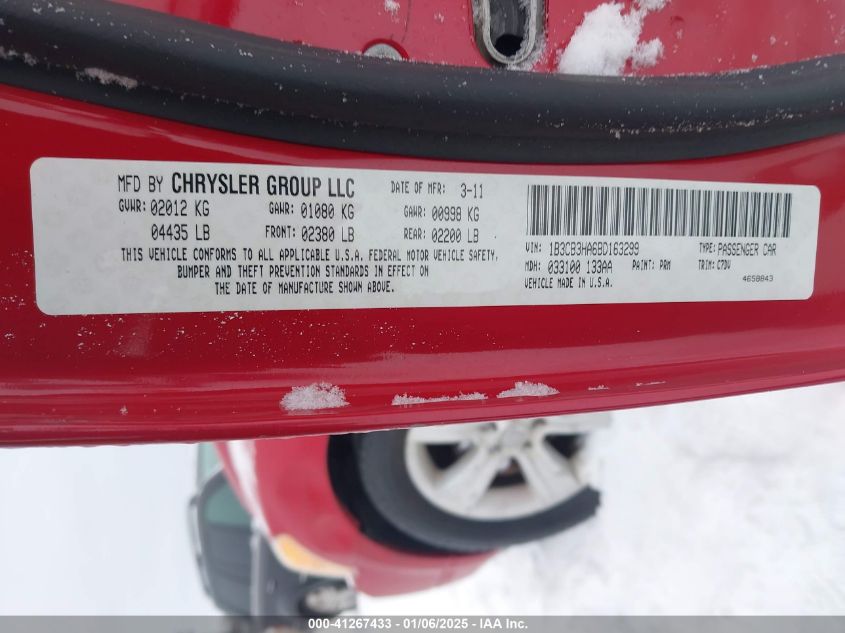 MFD BY CHRYSLER GROUP LLC DATE OF MFR: 3-11
GVWR: 02012 KG GAWR: 01080 KG GAWR: 00998 KG
04435 LB FRONT: 02380 LB REAR: 02200 LB
THIS VEHICLE CONFORMS TO ALL APPLICABLE U.S.A. FEDERAL MOTOR VEHICLE SAFETY,
BUMPER AND THEFT PREVENTION STANDARDS IN EFFECT ON
THE DATE OF MANUFACTURE SHOWN ABOVE.
VIN: 1B3CB3HA6BD163299 TYPE: PASSENGER CAR
MDH: 033100 133AA PAINT: PRM TRIM: C7DV
VEHICLE MADE IN U.S.A. 4658843
000-41267433 - 01/06/2025 - IAA Inc.